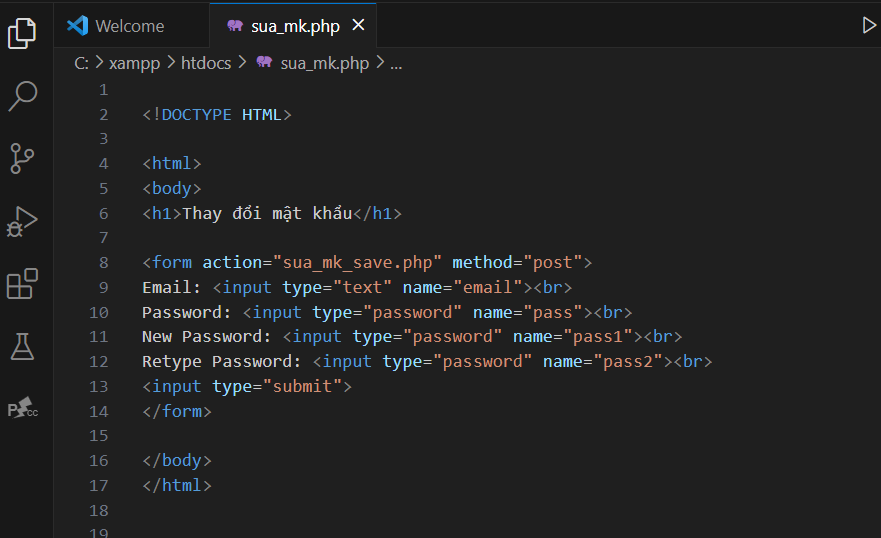 Welcome
sua_mk.php
C: > xampp > htdocs > sua_mk.php > ...
1
2 <!DOCTYPE HTML>
3
4 <html>
5 <body>
6 <h1>Thay đổi mật khẩu</h1>
7
8 <form action="sua_mk_save.php" method="post">
9 Email: <input type="text" name="email"><br>
10 Password: <input type="password" name="pass"><br>
11 New Password: <input type="password" name="pass1"><br>
12 Retype Password: <input type="password" name="pass2"><br>
13 <input type="submit">
14 </form>
15
16 </body>
17 </html>
18
19